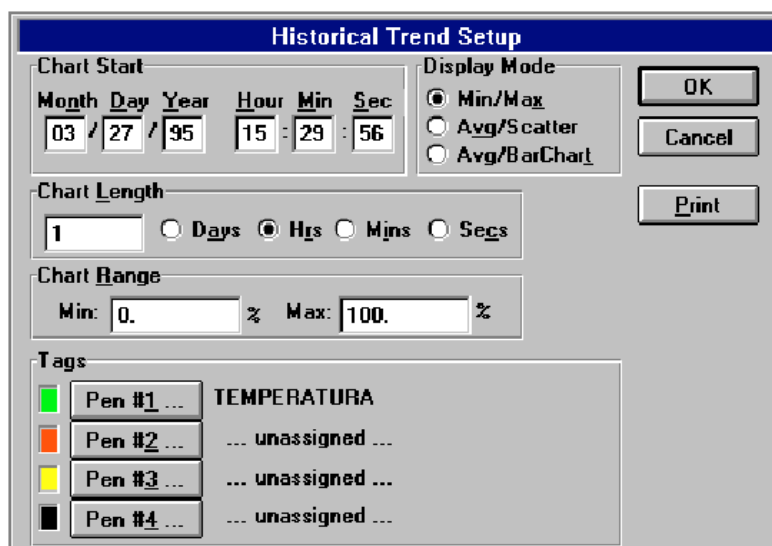 Historical Trend Setup
Chart Start
Month Day Year Hour Min Sec
03 / 27 / 95 15 : 29 : 56
Display Mode
Min/Max
Avg/Scatter
Avg/BarChart
OK
Cancel
Print
Chart Length
1 Days Hrs Mins Secs
Chart Range
Min: 0. % Max: 100. %
Tags
Pen #1 ... TEMPERATURA
Pen #2 ... ... unassigned ...
Pen #3 ... ... unassigned ...
Pen #4 ... ... unassigned ...